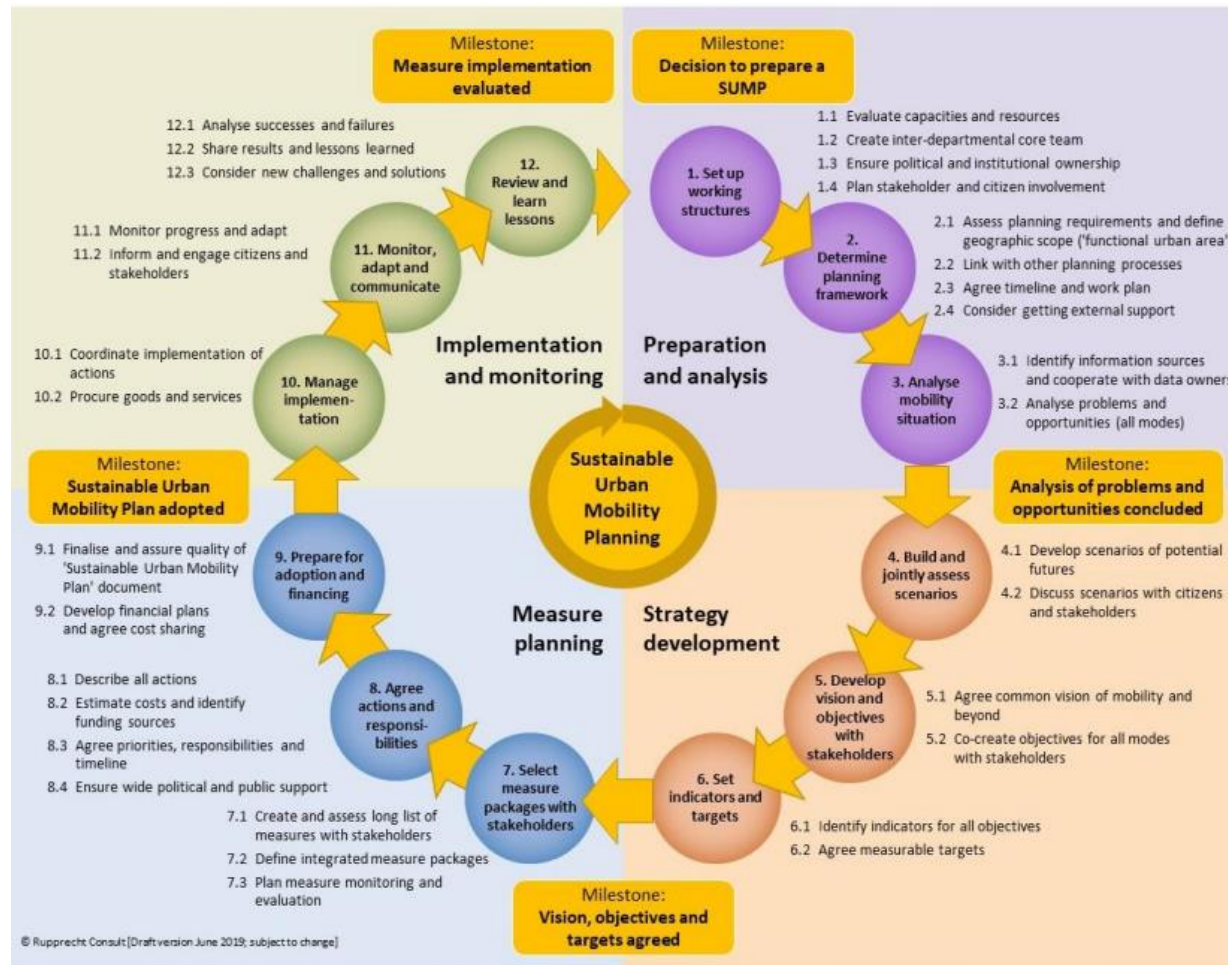 Milestone:
Measure implementation
evaluated
Milestone:
Decision to prepare a
SUMP
12.1 Analyse successes and failures
12.2 Share results and lessons learned
12.3 Consider new challenges and solutions
12.
Review and
learn
lessons
1. Set up
working
structures
1.1 Evaluate capacities and resources
1.2 Create inter-departmental core team
1.3 Ensure political and institutional ownership
1.4 Plan stakeholder and citizen involvement
11.1 Monitor progress and adapt
11.2 Inform and engage citizens and
stakeholders
11. Monitor,
adapt and
communicate
2.
Determine
planning
framework
2.1 Assess planning requirements and define
geographic scope ('functional urban area'
2.2 Link with other planning processes
2.3 Agree timeline and work plan
2.4 Consider getting external support
10.1 Coordinate implementation of
actions
10.2 Procure goods and services
10. Manage
implemen-
tation
Implementation
and monitoring
Preparation
and analysis
3. Analyse
mobility
situation
3.1 Identify information sources
and cooperate with data owner
3.2 Analyse problems and
opportunities (all modes)
Milestone:
Sustainable Urban
Mobility Plan adopted
Sustainable
Urban
Mobility
Planning
Milestone:
Analysis of problems and
opportunities concluded
9.1 Finalise and assure quality of
'Sustainable Urban Mobility
Plan' document
9.2 Develop financial plans
and agree cost sharing
9. Prepare for
adoption and
financing
4. Build and
jointly assess
scenarios
4.1 Develop scenarios of potential
futures
4.2 Discuss scenarios with citizens
and stakeholders
Measure
planning
Strategy
development
8.1 Describe all actions
8.2 Estimate costs and identify
funding sources
8.3 Agree priorities, responsibilities and
timeline
8.4 Ensure wide political and public support
8. Agree
actions and
responsi-
bilities
5. Develop
vision and
objectives
with
stakeholders
5.1 Agree common vision of mobility and
beyond
5.2 Co-create objectives for all modes
with stakeholders
7. Select
measure
packages with
stakeholders
6. Set
indicators and
targets
7.1 Create and assess long list of
measures with stakeholders
7.2 Define integrated measure packages
7.3 Plan measure monitoring and
evaluation
6.1 Identify indicators for all objectives
6.2 Agree measurable targets
Milestone:
Vision, objectives and
targets agreed
© Rupprecht Consult [Draft version June 2019; subject to change]